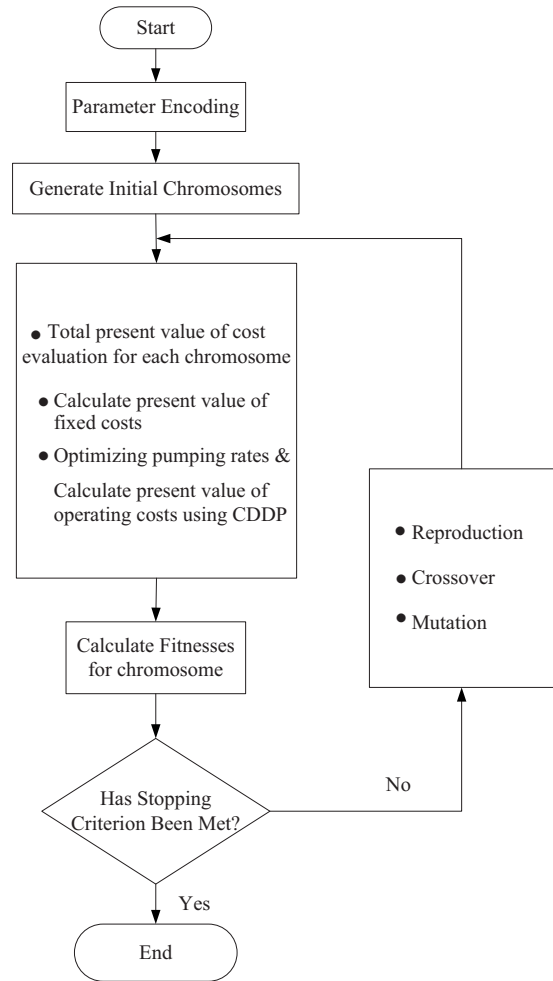 Start
Parameter Encoding
Generate Initial Chromosomes
● Total present value of cost
evaluation for each chromosome
● Calculate present value of
fixed costs
● Optimizing pumping rates &
Calculate present value of
operating costs using CDDP
● Reproduction
● Crossover
● Mutation
Calculate Fitnesses
for chromosome
Has Stopping
Criterion Been Met?
No
Yes
End